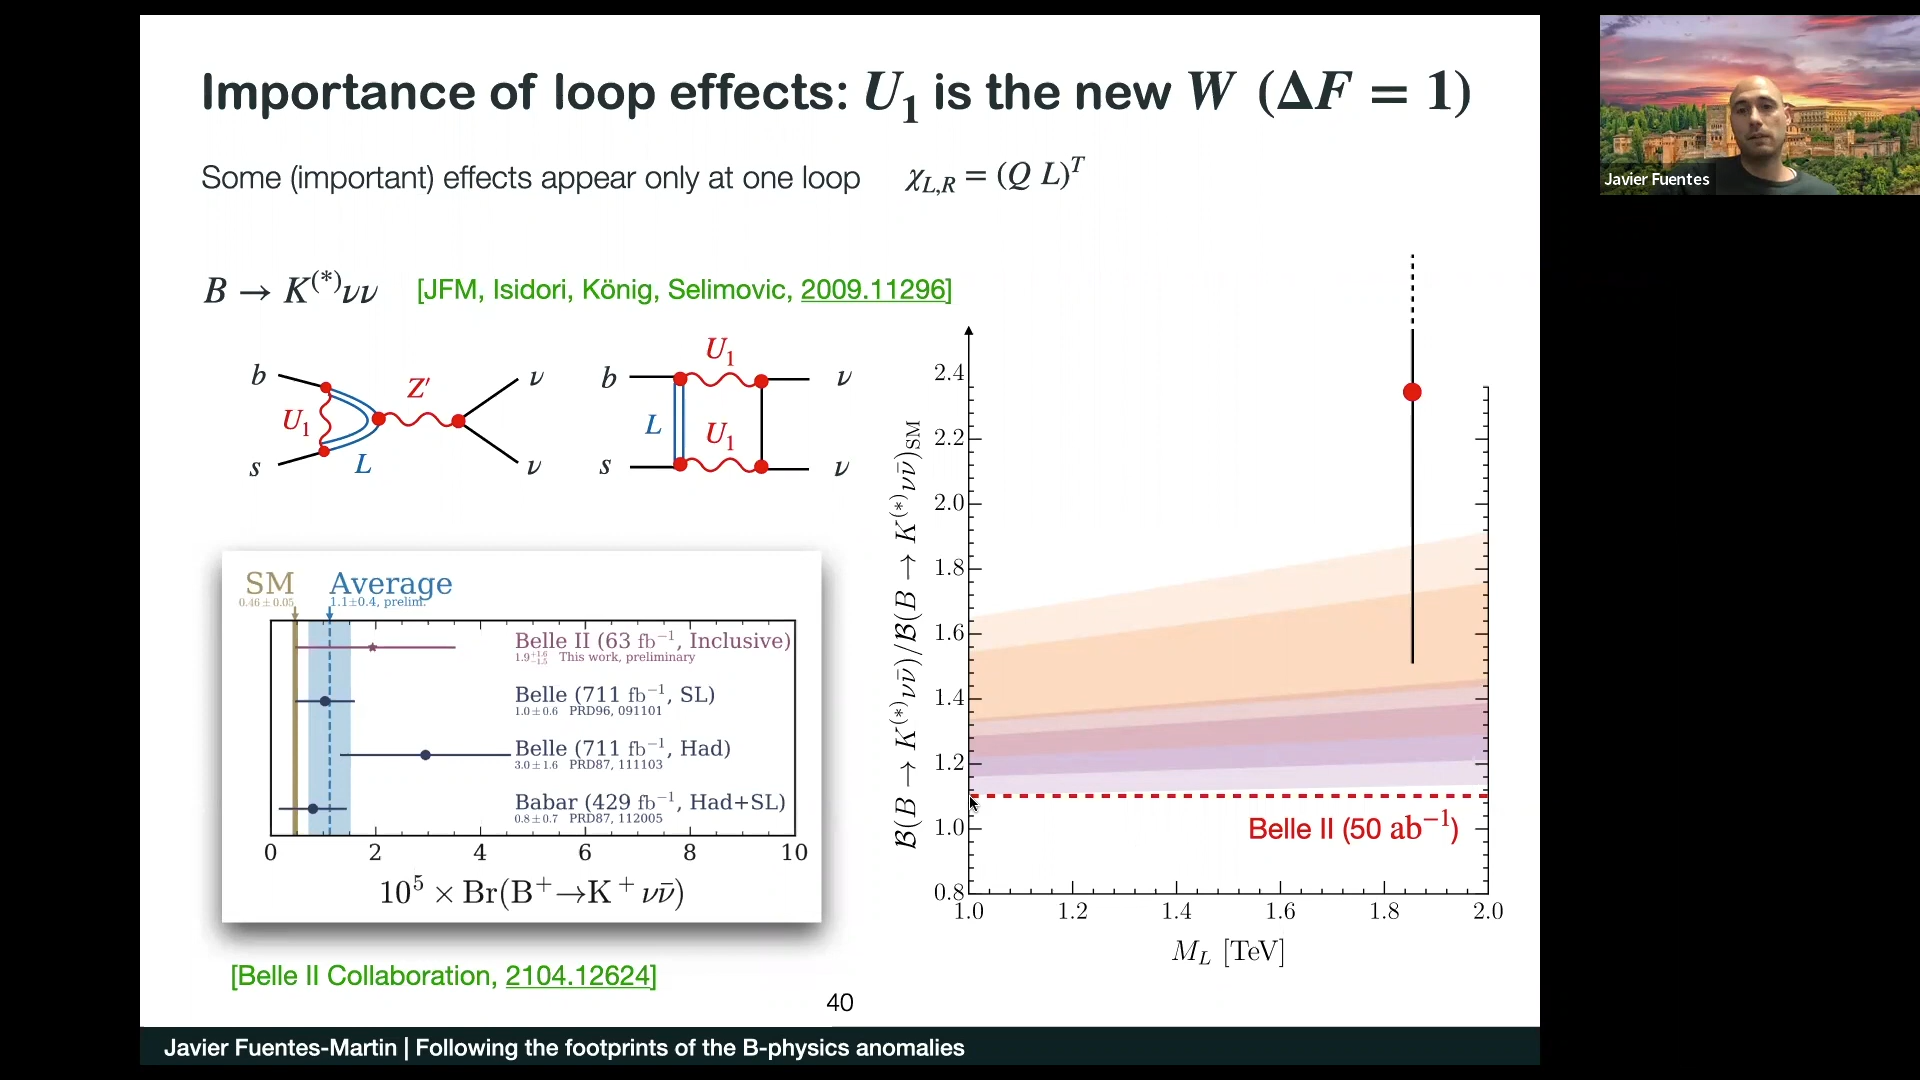 Importance of loop effects: U₁ is the new W (ΔF = 1)
Some (important) effects appear only at one loop χ_{L,R} = (Q L)^T
B → K^(*)νν [JFM, Isidori, König, Selimovic, 2009.11296]
b
U₁
s
L
Z′
ν
ν
U₁
b
ν
L
U₁
s
ν
SM
0.46±0.05
Average
1.1±0.4, prelim.
Belle II (63 fb⁻¹, Inclusive)
1.9 +1.6 −1.5 This work, preliminary
Belle (711 fb⁻¹, SL)
1.0±0.6 PRD96, 091101
Belle (711 fb⁻¹, Had)
3.0±1.6 PRD87, 111103
Babar (429 fb⁻¹, Had+SL)
0.8±0.7 PRD87, 112005
0 2 4 6 8 10
10⁵ × Br(B⁺→K⁺νν̄)
[Belle II Collaboration, 2104.12624]
B(B → K^(*)νν̄)/B(B → K^(*)νν̄)_SM
2.4
2.2
2.0
1.8
1.6
1.4
1.2
1.0
0.8
Belle II (50 ab⁻¹)
1.0 1.2 1.4 1.6 1.8 2.0
M_L [TeV]
40
Javier Fuentes-Martin | Following the footprints of the B-physics anomalies
Javier Fuentes